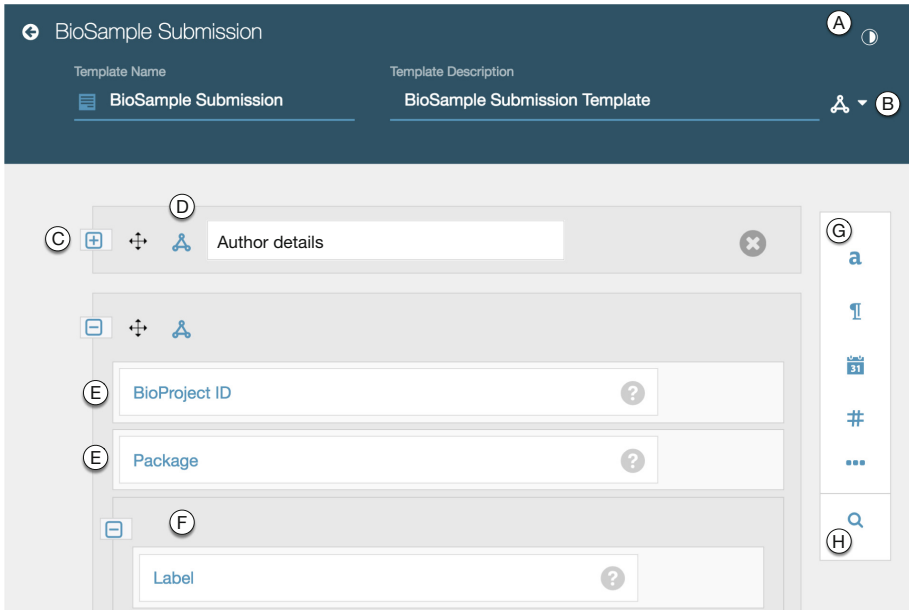 BioSample Submission
A
Template Name
Template Description
BioSample Submission
BioSample Submission Template
B
D
C
Author details
G
a
¶
31
E
BioProject ID
?
#
E
Package
?
F
H
Label
?